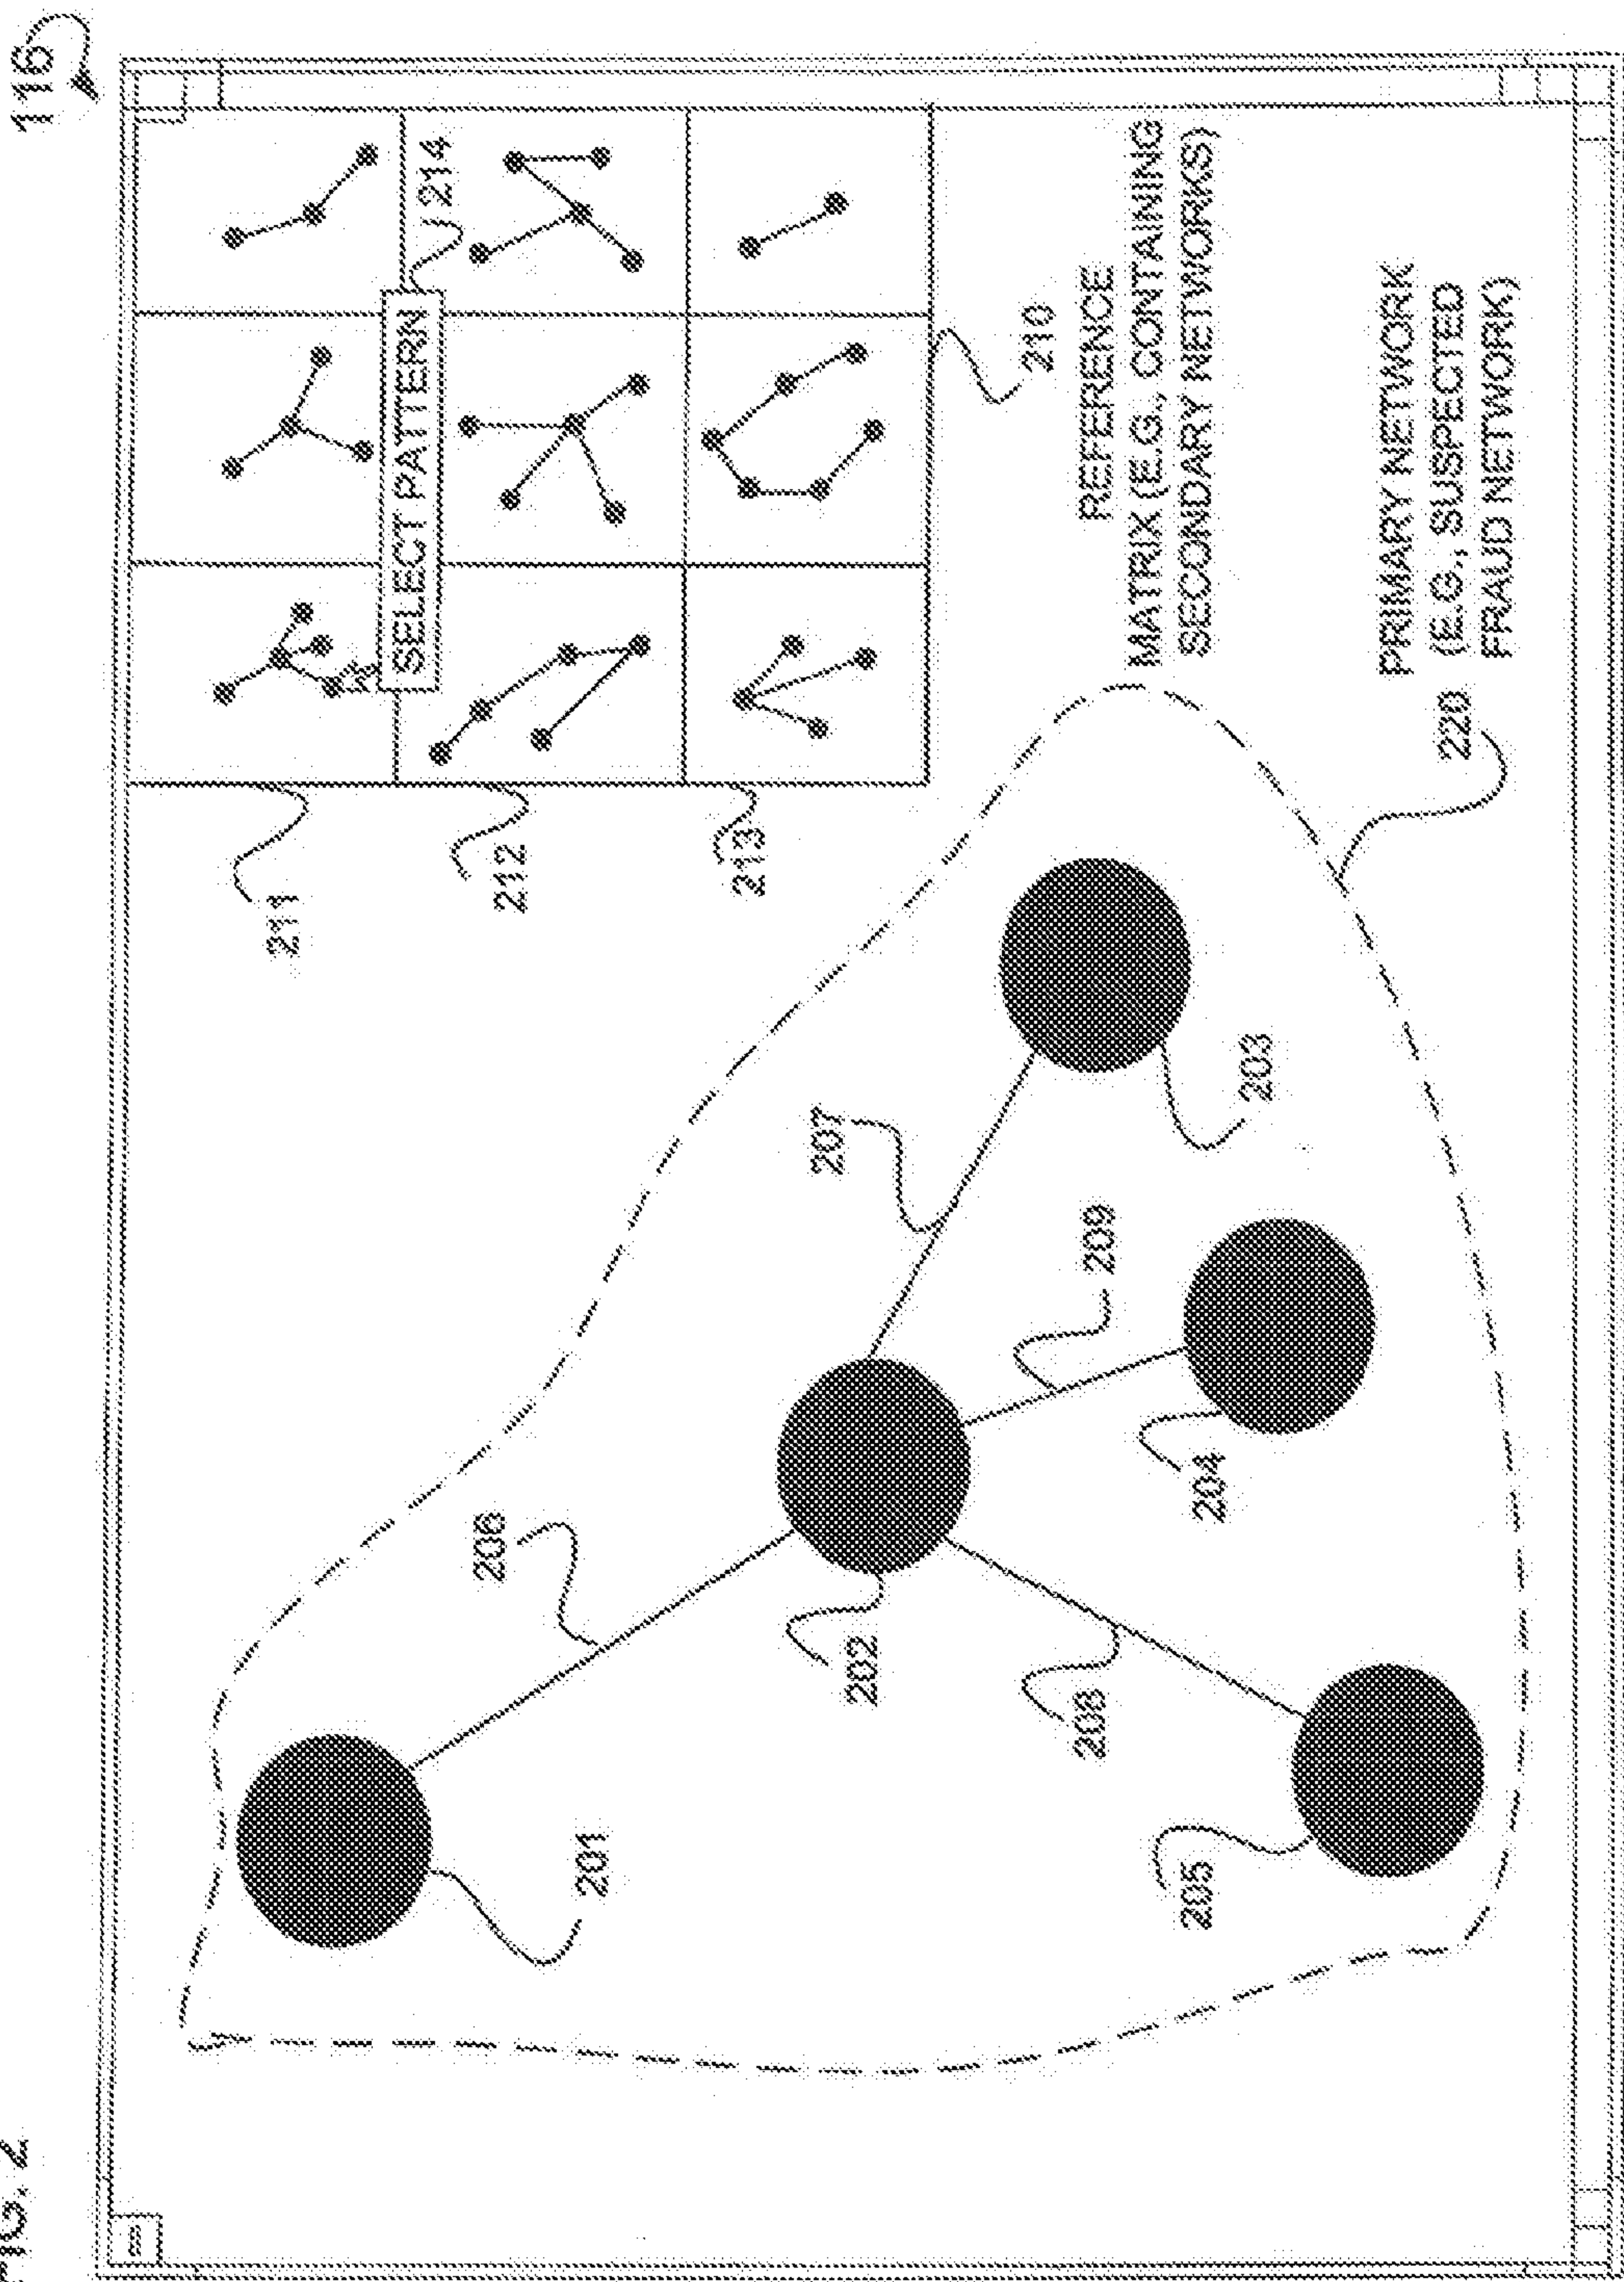 FIG. 2
116
211
212
213
SELECT PATTERN
214
210
REFERENCE
MATRIX (E.G., CONTAINING
SECONDARY NETWORKS)
PRIMARY NETWORK
(E.G., SUSPECTED
FRAUD NETWORK)
220
201
206
202
207
203
209
204
208
205